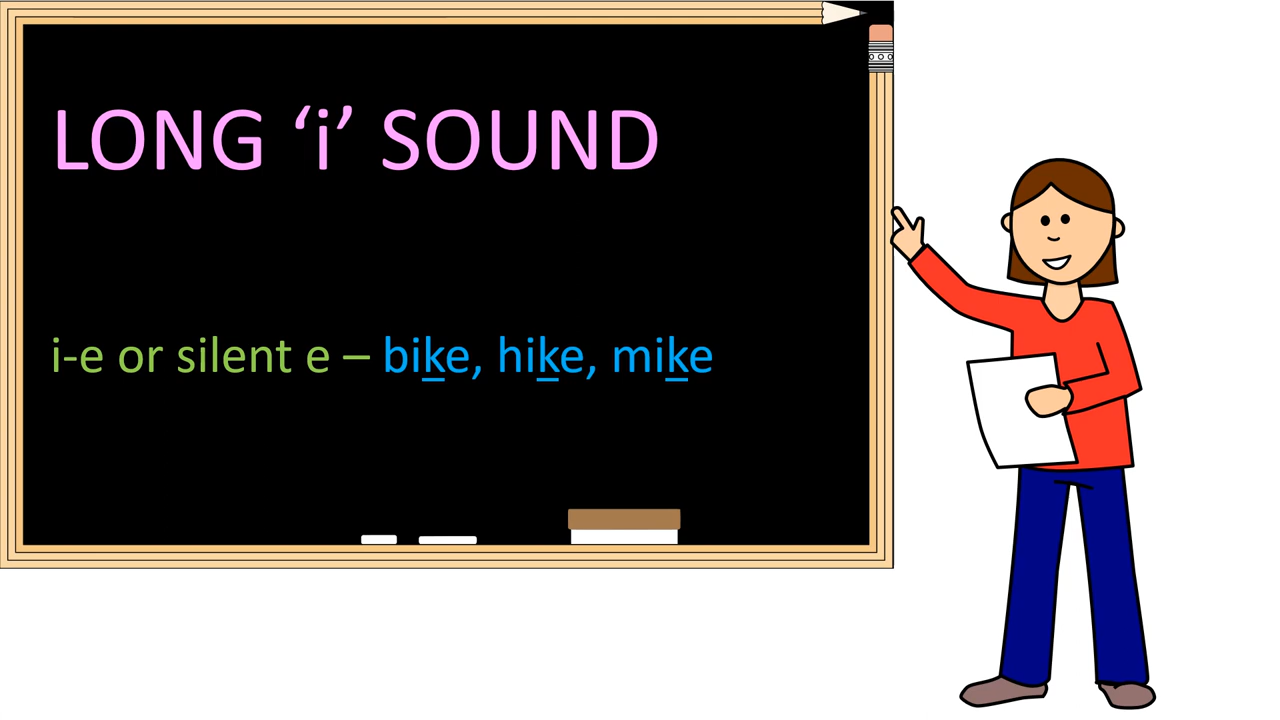 LONG ‘i’ SOUND
i-e or silent e – bike, hike, mike